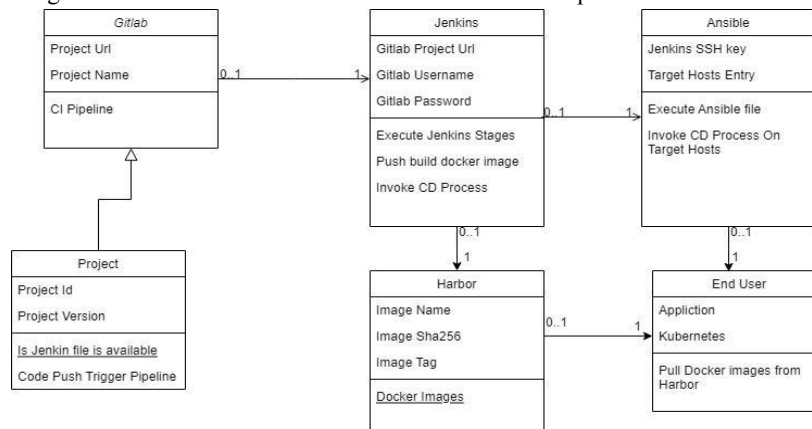 Gitlab
Project Url
Project Name
CI Pipeline
0..1
1
Jenkins
Gitlab Project Url
Gitlab Username
Gitlab Password
Execute Jenkins Stages
Push build docker image
Invoke CD Process
0..1
1
Ansible
Jenkins SSH key
Target Hosts Entry
Execute Ansible file
Invoke CD Process On
Target Hosts
0..1
1
0..1
1
Project
Project Id
Project Version
Is Jenkin file is available
Code Push Trigger Pipeline
Harbor
Image Name
Image Sha256
Image Tag
Docker Images
0..1
1
End User
Appliction
Kubernetes
Pull Docker images from
Harbor